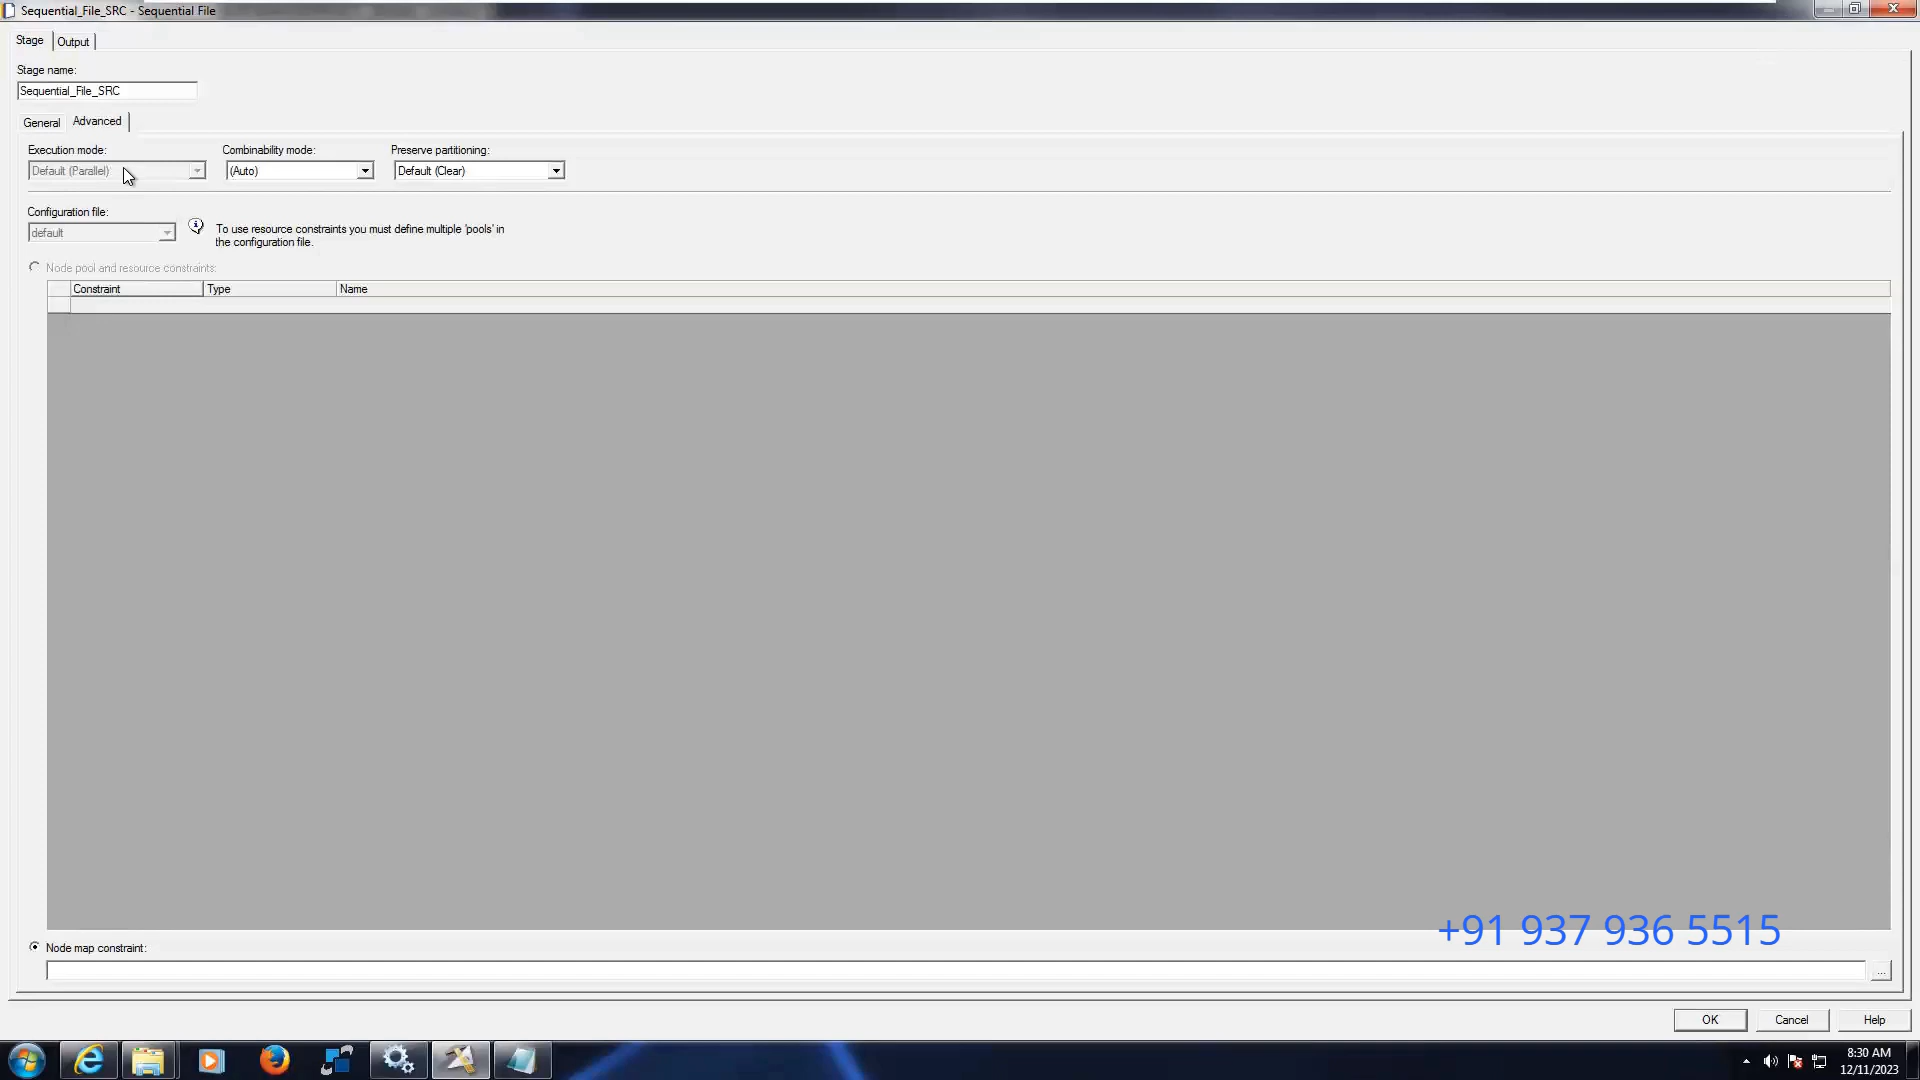 Sequential_File_SRC - Sequential File
Stage
Output
Stage name:
Sequential_File_SRC
General
Advanced
Execution mode:
Combinability mode:
Preserve partitioning:
Default (Parallel)
(Auto)
Default (Clear)
Configuration file:
default
To use resource constraints you must define multiple 'pools' in
the configuration file.
Node pool and resource constraints:
Constraint
Type
Name
+91 937 936 5515
Node map constraint:
...
OK
Cancel
Help
8:30 AM
12/11/2023